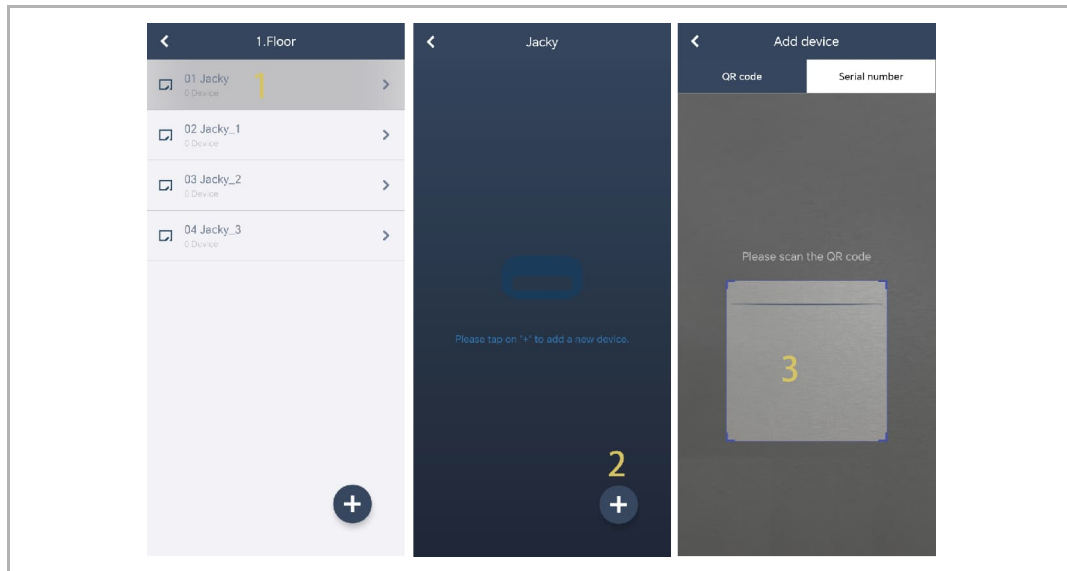 1.Floor
01 Jacky
0 Device
1
02 Jacky_1
0 Device
03 Jacky_2
0 Device
04 Jacky_3
0 Device
Jacky
Please tap on "+" to add a new device.
2
Add device
QR code
Serial number
Please scan the QR code
3